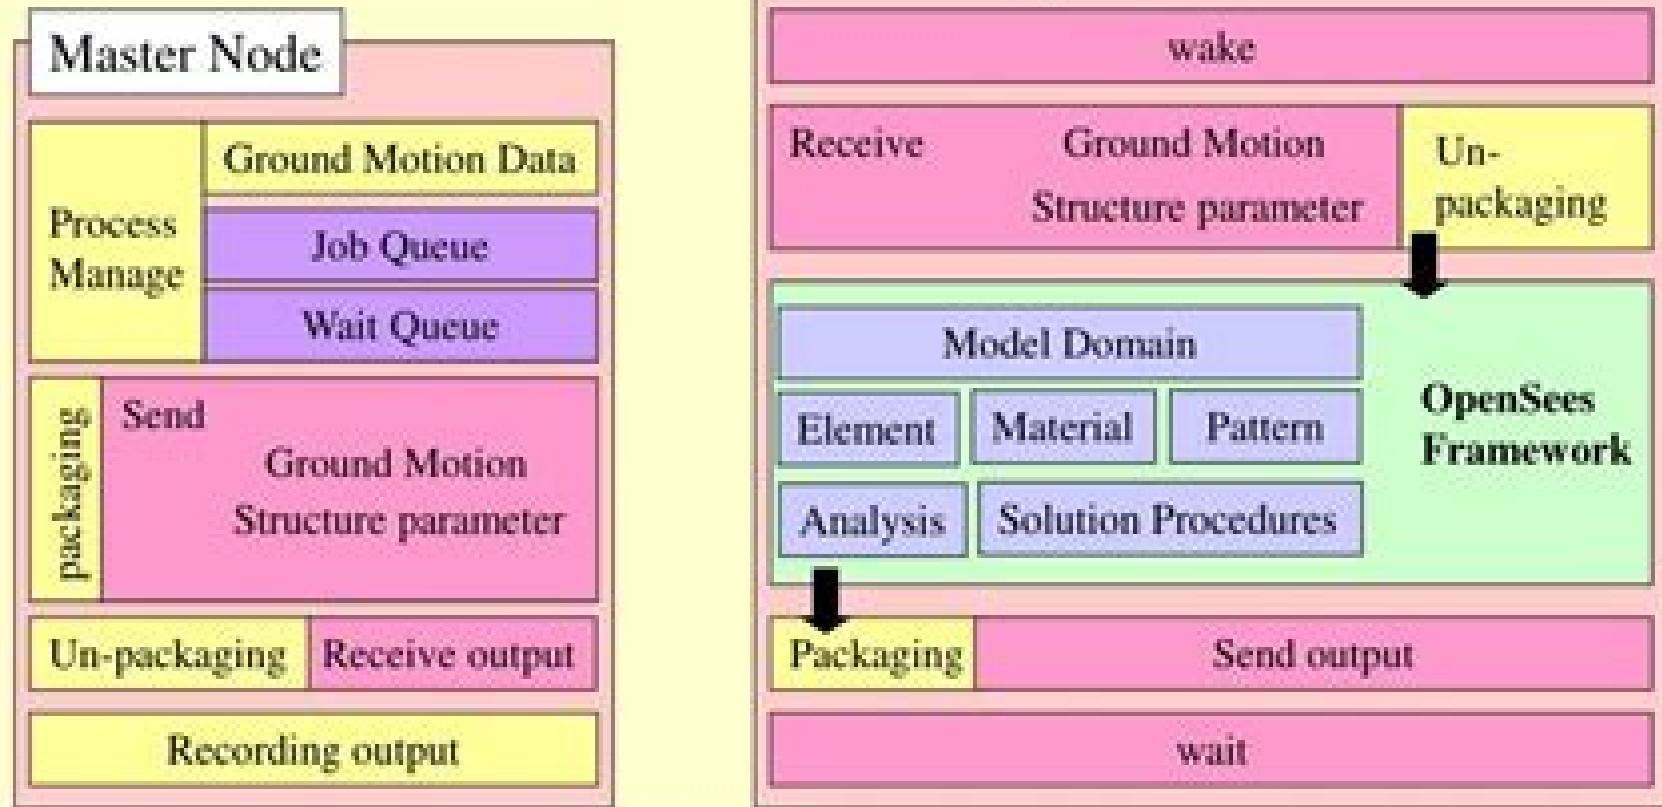 Master Node
Process
Manage
Ground Motion Data
Job Queue
Wait Queue
packaging
Send
Ground Motion
Structure parameter
Un-packaging
Receive output
Recording output
wake
Receive
Ground Motion
Structure parameter
Un-
packaging
Model Domain
Element
Material
Pattern
Analysis
Solution Procedures
OpenSees
Framework
Packaging
Send output
wait